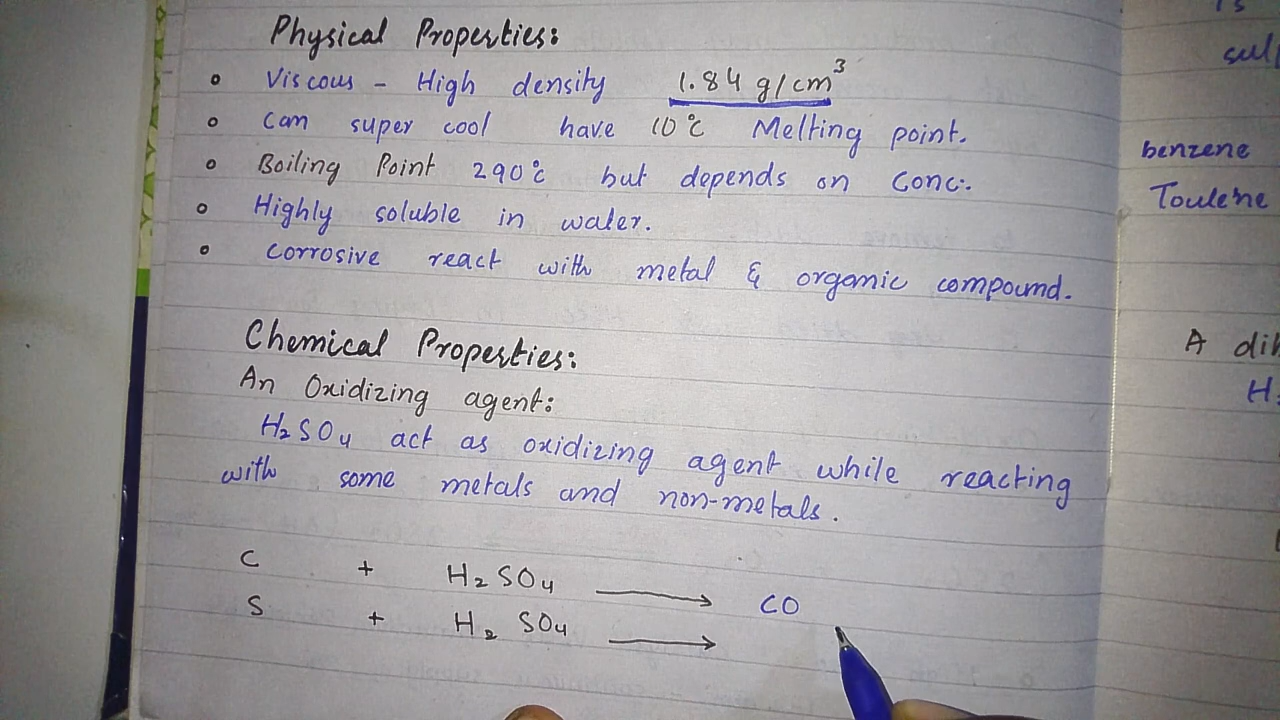 Physical Properties:
Viscous - High density 1.84 g/cm³
Can super cool have 10°C Melting point.
Boiling Point 290°C but depends on Conc:.
Highly soluble in water.
Corrosive react with metal & organic compound.
Chemical Properties:
An Oxidizing agent:
H₂SO₄ act as oxidizing agent while reacting
with some metals and non-metals.
C + H₂SO₄ ⟶ CO
S + H₂SO₄ ⟶
benzene
Toulene
A